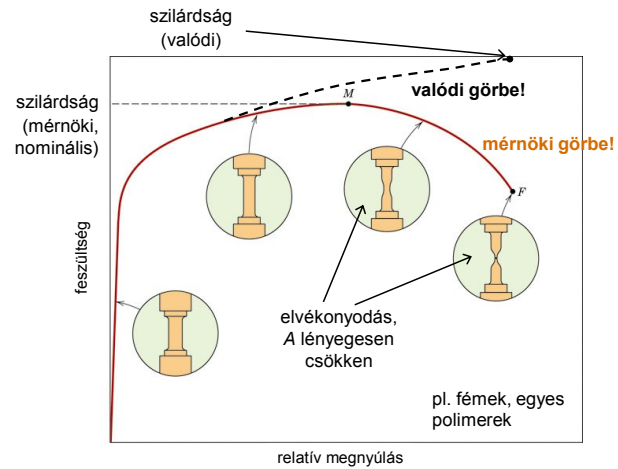 szilárdság
(valódi)
szilárdság
(mérnöki,
nominális)
valódi görbe!
M
mérnöki görbe!
F
feszültség
elvékonyodás,
A lényegesen
csökken
pl. fémek, egyes
polimerek
relatív megnyúlás